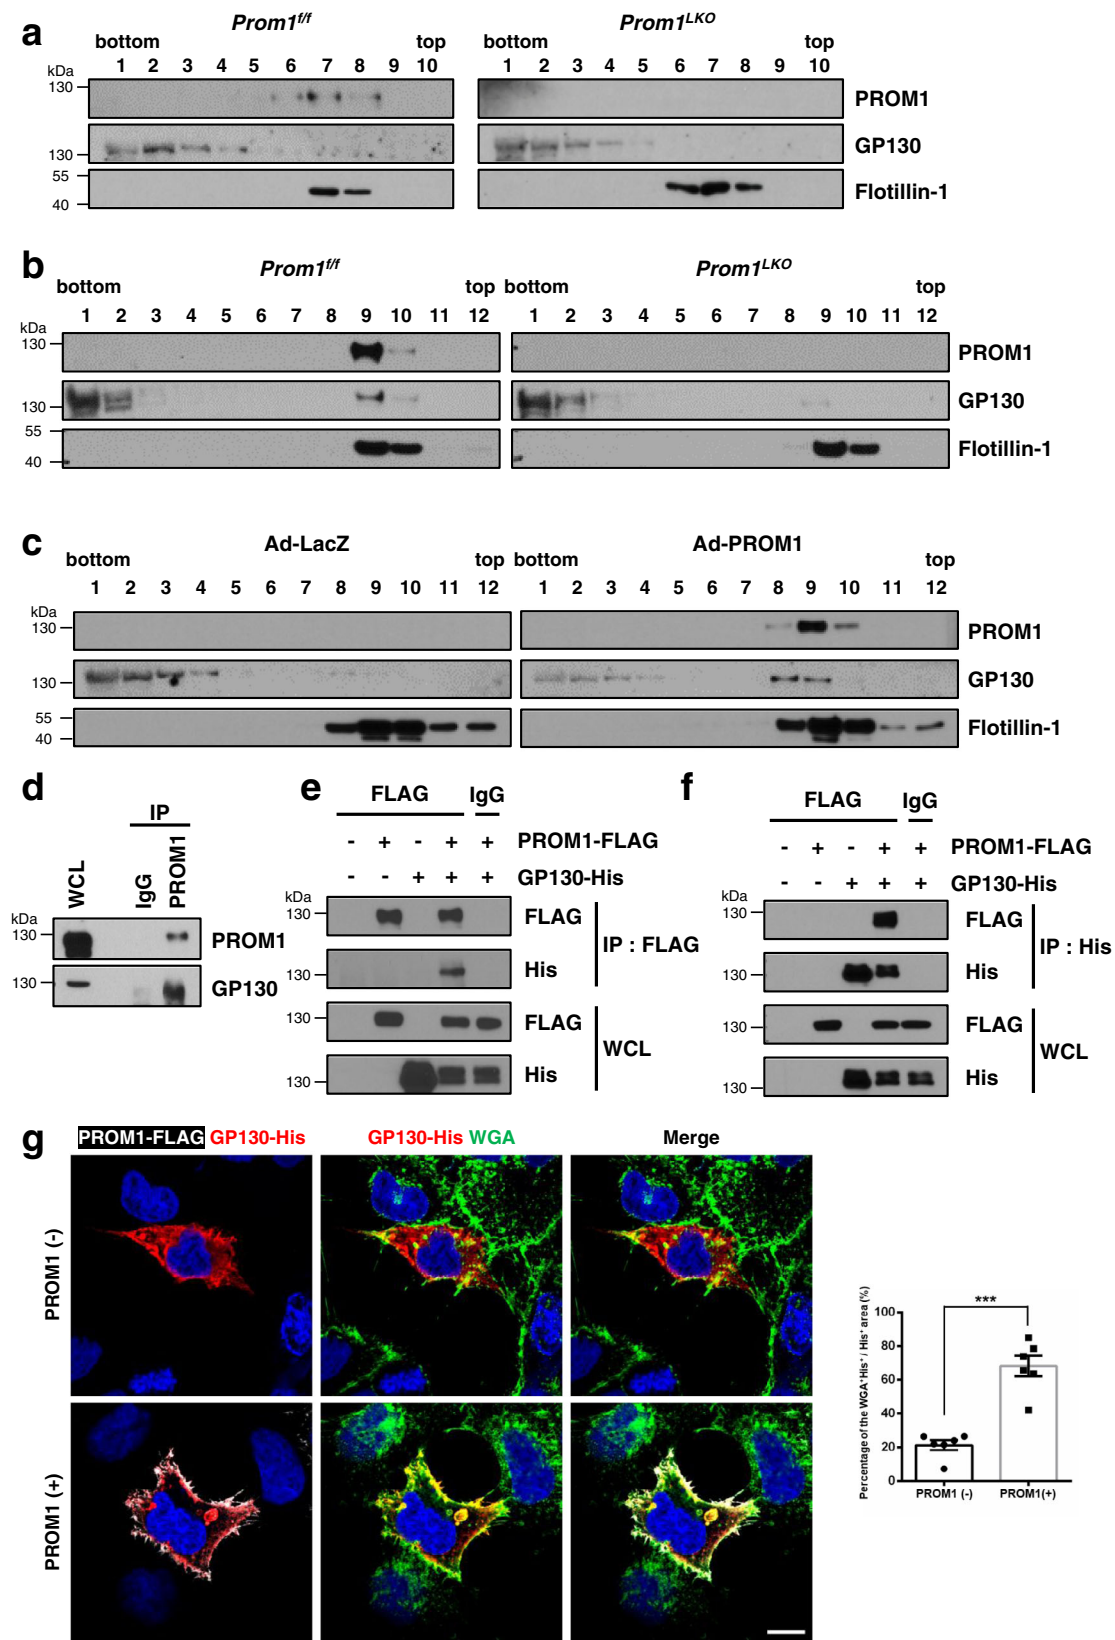 a
Prom1f/f Prom1LKO
bottom top bottom top
1 2 3 4 5 6 7 8 9 10 1 2 3 4 5 6 7 8 9 10
kDa
130 PROM1
130 GP130
55
40 Flotillin-1
b
Prom1f/f Prom1LKO
bottom top bottom top
1 2 3 4 5 6 7 8 9 10 11 12 1 2 3 4 5 6 7 8 9 10 11 12
kDa
130 PROM1
130 GP130
55
40 Flotillin-1
c
Ad-LacZ Ad-PROM1
bottom top bottom top
1 2 3 4 5 6 7 8 9 10 11 12 1 2 3 4 5 6 7 8 9 10 11 12
kDa
130 PROM1
130 GP130
55
40 Flotillin-1
d
IP
WCL IgG PROM1
kDa
130 PROM1
130 GP130
e
FLAG IgG
- + - + + PROM1-FLAG
- - + + + GP130-His
kDa
130 FLAG
130 His
IP : FLAG
130 FLAG
130 His
WCL
f
FLAG IgG
- + - + + PROM1-FLAG
- - + + + GP130-His
kDa
130 FLAG
130 His
IP : His
130 FLAG
130 His
WCL
g
PROM1-FLAG GP130-His GP130-His WGA Merge
PROM1 (-)
PROM1 (+)
Percentage of the WGA+His+ / His+ area (%)
100
80
60
40
20
0
***
PROM1 (-) PROM1(+)